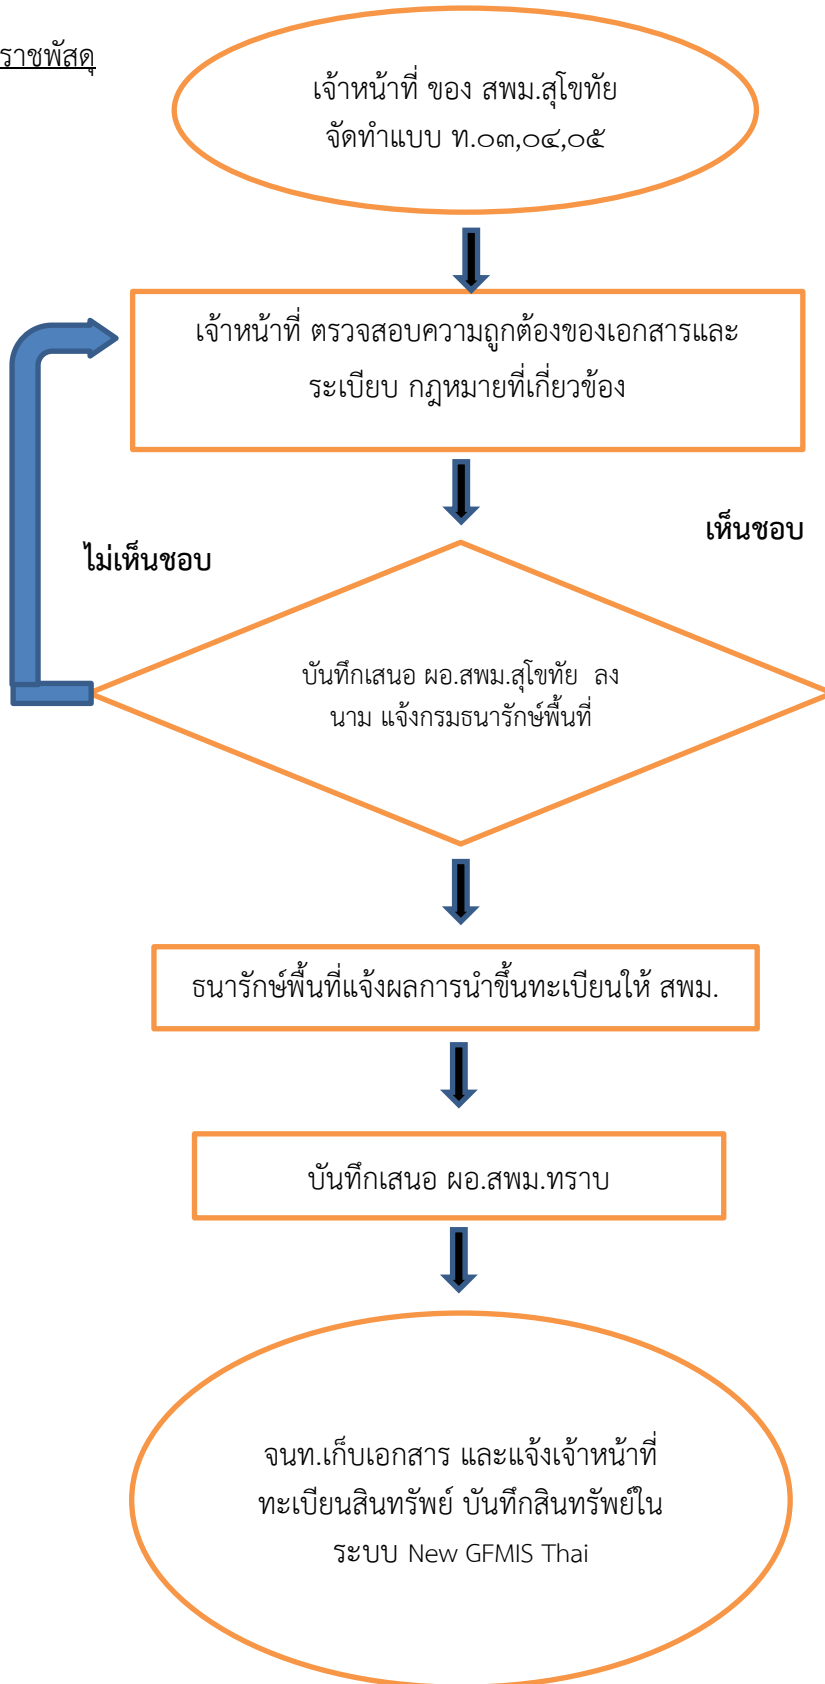 ราชพัสดุ
เจ้าหน้าที่ ของ สพม.สุโขทัย
จัดทำแบบ ท.๐๓,๐๔,๐๕
เจ้าหน้าที่ ตรวจสอบความถูกต้องของเอกสารและ
ระเบียบ กฎหมายที่เกี่ยวข้อง
เห็นชอบ
ไม่เห็นชอบ
บันทึกเสนอ ผอ.สพม.สุโขทัย ลง
นาม แจ้งกรมธนารักษ์พื้นที่
ธนารักษ์พื้นที่แจ้งผลการนำขึ้นทะเบียนให้ สพม.
บันทึกเสนอ ผอ.สพม.ทราบ
จนท.เก็บเอกสาร และแจ้งเจ้าหน้าที่
ทะเบียนสินทรัพย์ บันทึกสินทรัพย์ใน
ระบบ New GFMIS Thai